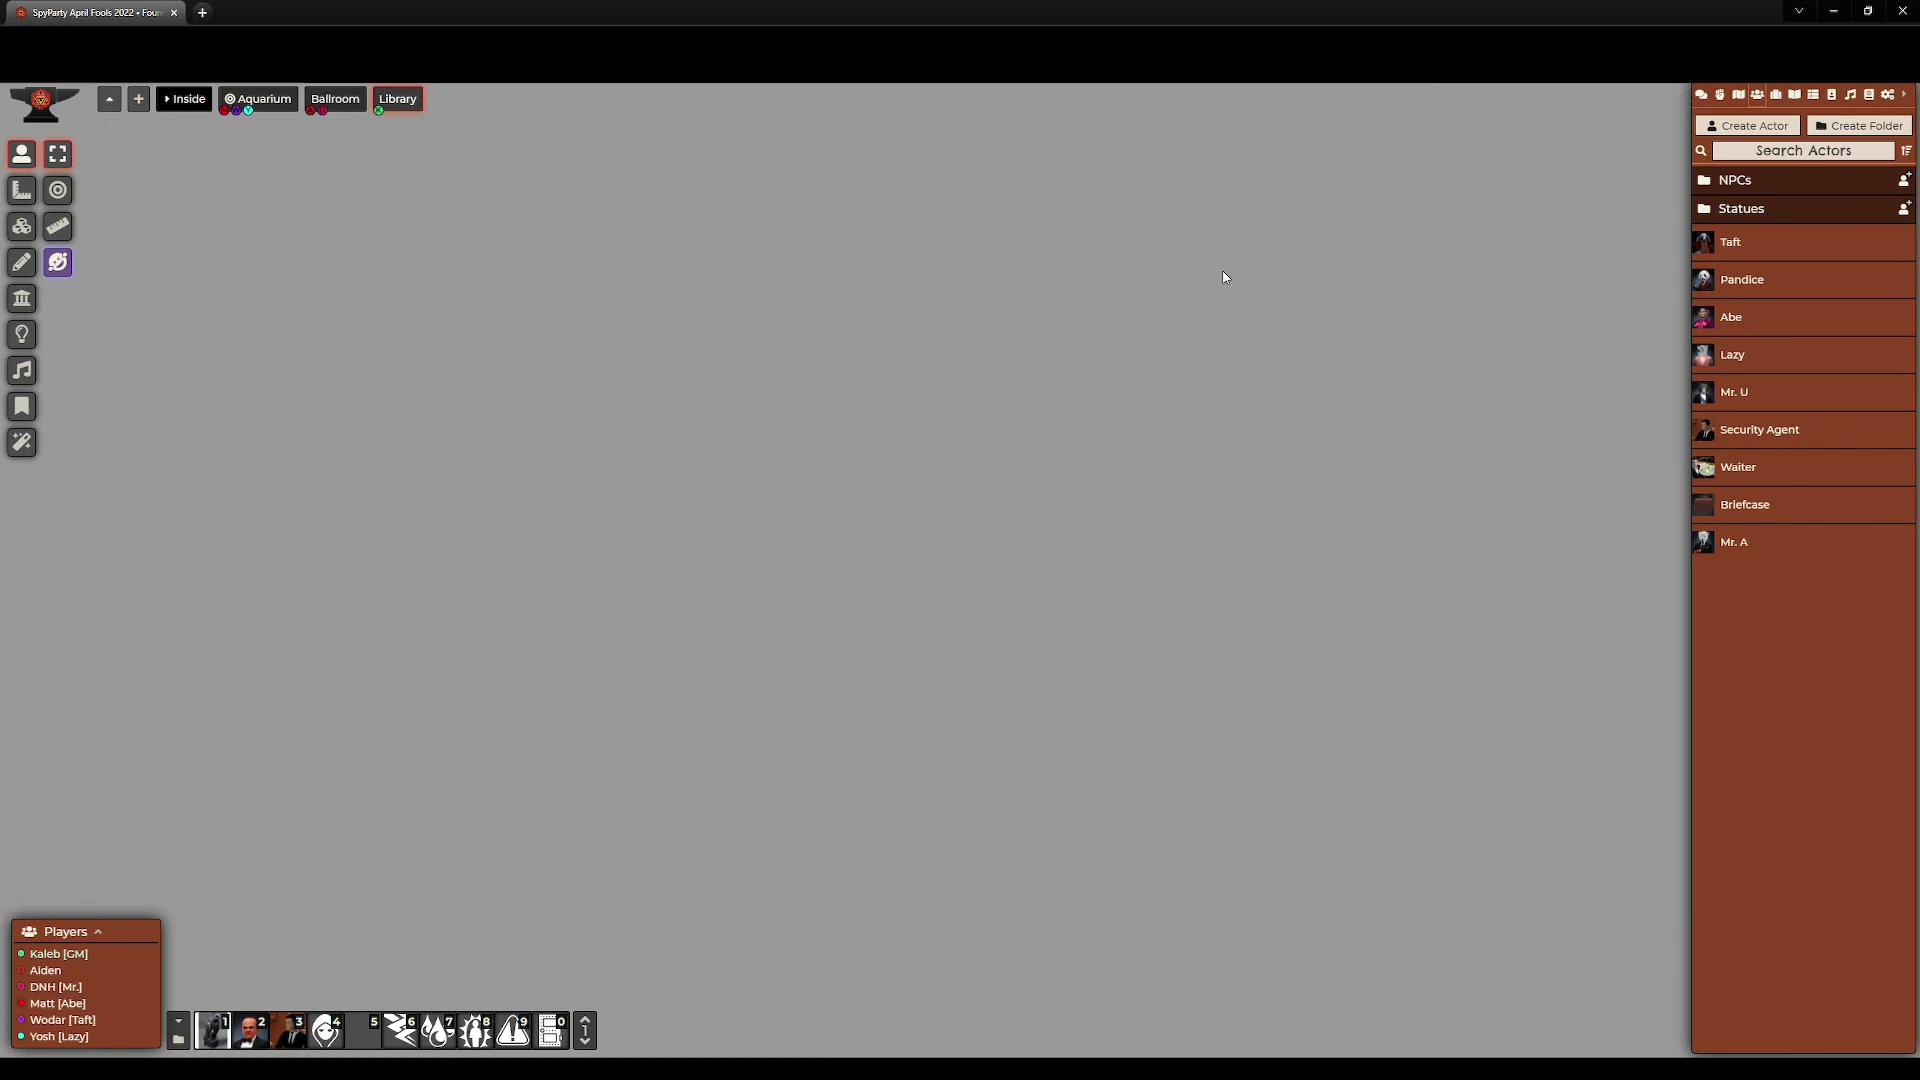 SpyParty April Fools 2022 • Foun
Inside
Aquarium
Ballroom
Library
Create Actor
Create Folder
Search Actors
NPCs
Statues
Taft
Pandice
Abe
Lazy
Mr. U
Security Agent
Waiter
Briefcase
Mr. A
Players
Kaleb [GM]
Aiden
DNH [Mr.]
Matt [Abe]
Wodar [Taft]
Yosh [Lazy]
1 2 3 4 5 6 7 8 9 0
1